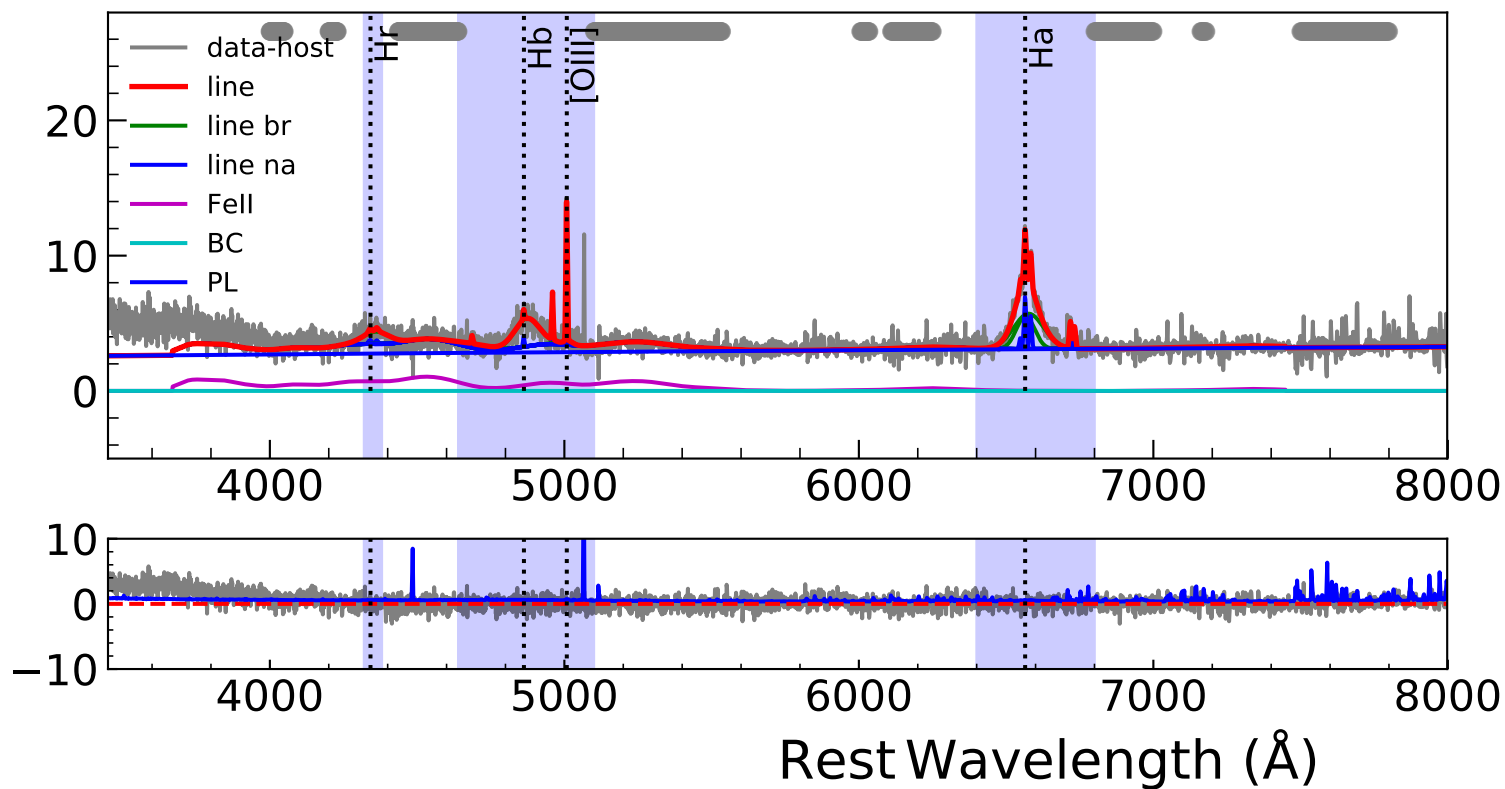 data-host
line
line br
line na
FeII
BC
PL
Hr
Hb
[OIII]
Ha
20
10
0
4000
5000
6000
7000
8000
10
0
−10
4000
5000
6000
7000
8000
Rest Wavelength (Å)